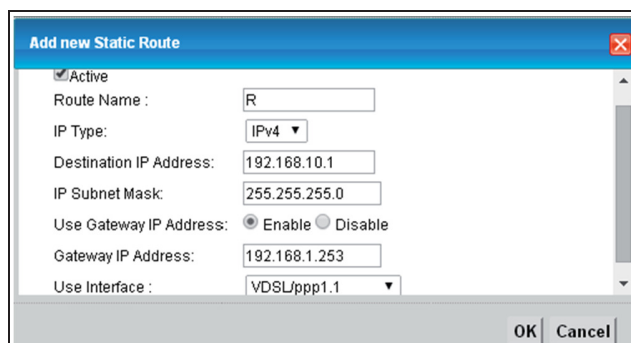 Add new Static Route
Active
Route Name : R
IP Type: IPv4
Destination IP Address: 192.168.10.1
IP Subnet Mask: 255.255.255.0
Use Gateway IP Address: Enable Disable
Gateway IP Address: 192.168.1.253
Use Interface : VDSL/ppp1.1
OK Cancel